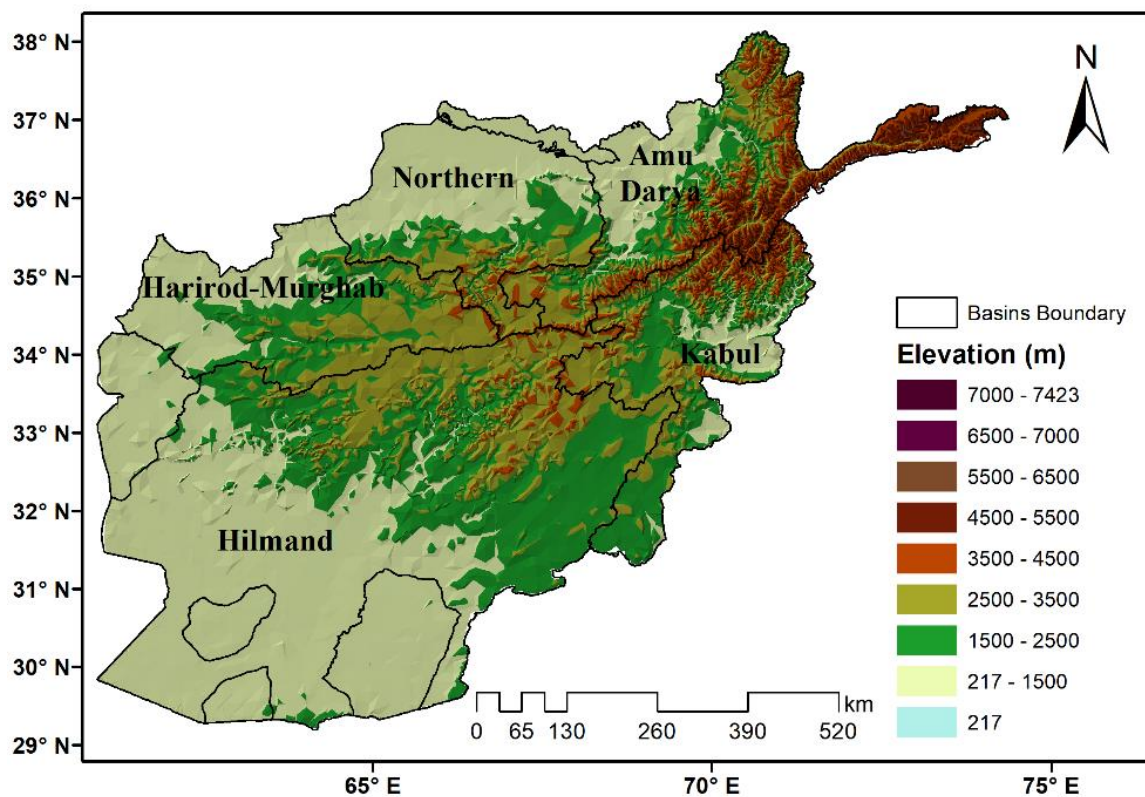 38° N
37° N
36° N
35° N
34° N
33° N
32° N
31° N
30° N
29° N
N
Amu
Darya
Northern
Harirod-Murghab
Kabul
Hilmand
Basins Boundary
Elevation (m)
7000 - 7423
6500 - 7000
5500 - 6500
4500 - 5500
3500 - 4500
2500 - 3500
1500 - 2500
217 - 1500
217
km
0 65 130 260 390 520
65° E 70° E 75° E